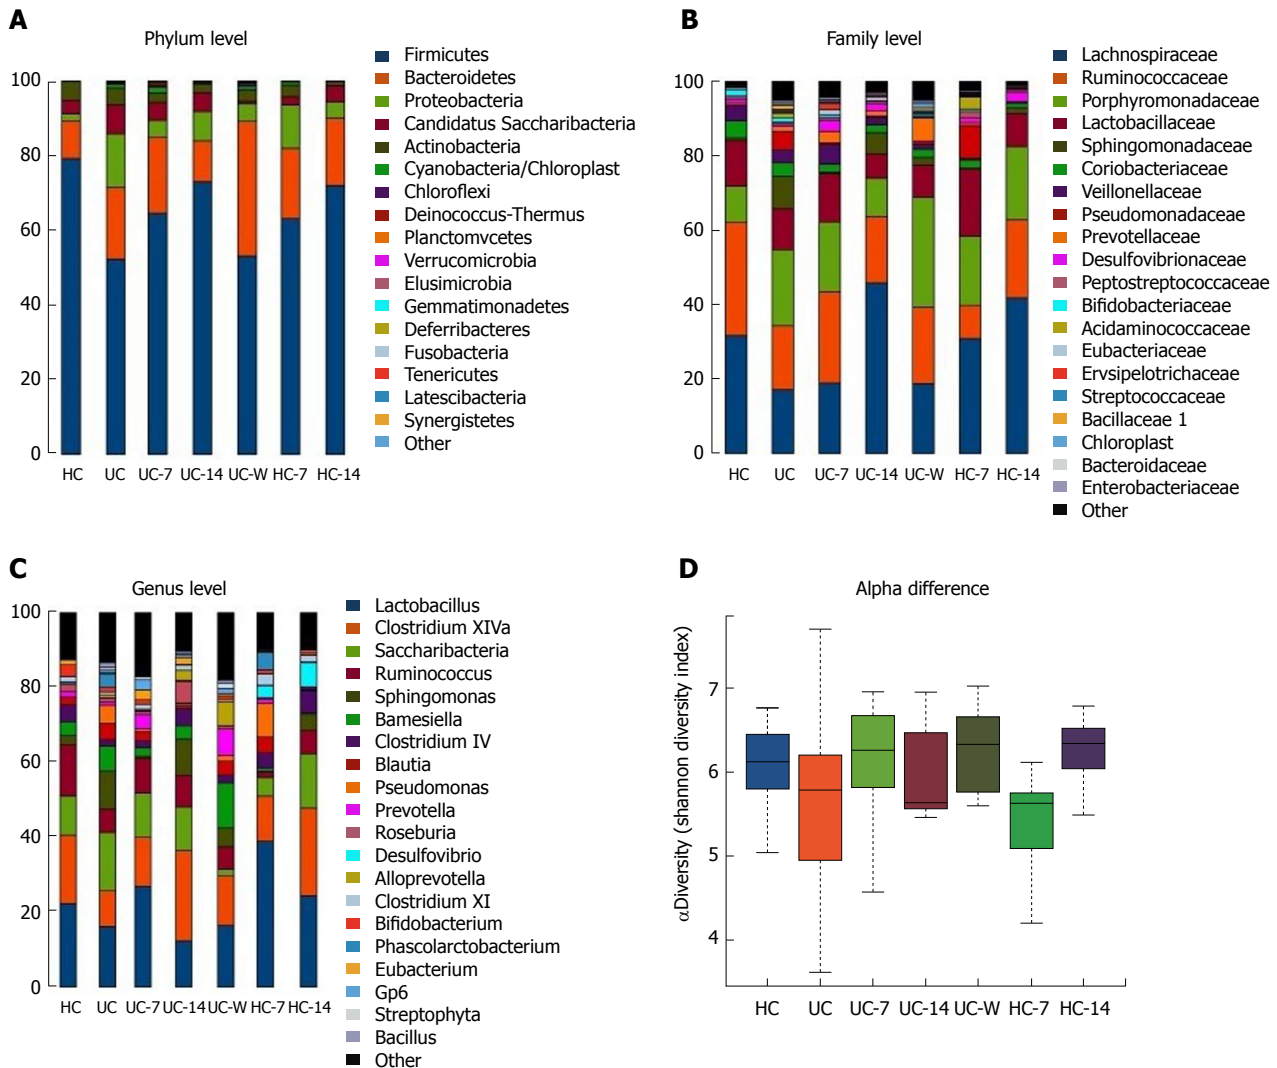 A
Phylum level
100
80
60
40
20
0
HC UC UC-7 UC-14 UC-W HC-7 HC-14
Firmicutes
Bacteroidetes
Proteobacteria
Candidatus Saccharibacteria
Actinobacteria
Cyanobacteria/Chloroplast
Chloroflexi
Deinococcus-Thermus
Planctomvcetes
Verrucomicrobia
Elusimicrobia
Gemmatimonadetes
Deferribacteres
Fusobacteria
Tenericutes
Latescibacteria
Synergistetes
Other
B
Family level
100
80
60
40
20
0
HC UC UC-7 UC-14 UC-W HC-7 HC-14
Lachnospiraceae
Ruminococcaceae
Porphyromonadaceae
Lactobacillaceae
Sphingomonadaceae
Coriobacteriaceae
Veillonellaceae
Pseudomonadaceae
Prevotellaceae
Desulfovibrionaceae
Peptostreptococcaceae
Bifidobacteriaceae
Acidaminococcaceae
Eubacteriaceae
Ervsipelotrichaceae
Streptococcaceae
Bacillaceae 1
Chloroplast
Bacteroidaceae
Enterobacteriaceae
Other
C
Genus level
100
80
60
40
20
0
HC UC UC-7 UC-14 UC-W HC-7 HC-14
Lactobacillus
Clostridium XIVa
Saccharibacteria
Ruminococcus
Sphingomonas
Bamesiella
Clostridium IV
Blautia
Pseudomonas
Prevotella
Roseburia
Desulfovibrio
Alloprevotella
Clostridium XI
Bifidobacterium
Phascolarctobacterium
Eubacterium
Gp6
Streptophyta
Bacillus
Other
D
Alpha difference
αDiversity (shannon diversity index)
7
6
5
4
HC UC UC-7 UC-14 UC-W HC-7 HC-14